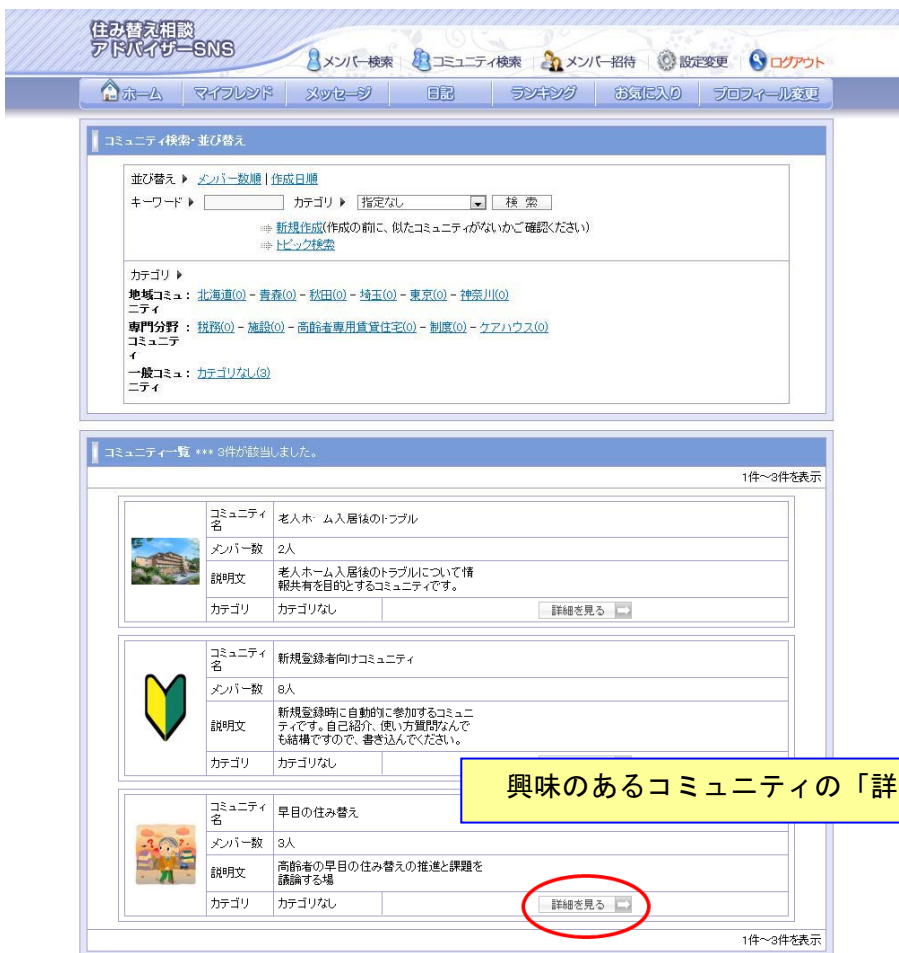 住み替え相談
アドバイザーSNS
メンバー検索 コミュニティ検索 メンバー招待 設定変更 ログアウト
ホーム マイフレンド メッセージ 日記 ランキング お気に入り プロフィール変更
コミュニティ検索・並び替え
並び替え メンバー数順 | 作成日順
キーワード カテゴリ 指定なし 検 索
新規作成(作成の前に、似たコミュニティがないかご確認ください)
トピック検索
カテゴリ
地域コミュ : 北海道(0) - 青森(0) - 秋田(0) - 埼玉(0) - 東京(0) - 神奈川(0)
ニティ
専門分野 : 税務(0) - 施設(0) - 高齢者専用賃貸住宅(0) - 制度(0) - ケアハウス(0)
コミュニテ
ィ
一般コミュ : カテゴリなし(3)
ニティ
コミュニティ一覧 *** 3件が該当しました。
1件～3件を表示
コミュニティ
名
老人ホーム入居後のトラブル
メンバー数 2人
説明文 老人ホーム入居後のトラブルについて情
報共有を目的とするコミュニティです。
カテゴリ カテゴリなし 詳細を見る
コミュニティ
名
新規登録者向けコミュニティ
メンバー数 8人
説明文 新規登録時に自動的に参加するコミュニ
ティです。自己紹介、使い方質問なんで
も結構ですので、書き込んでください。
カテゴリ カテゴリなし
興味のあるコミュニティの「詳
コミュニティ
名
早目の住み替え
メンバー数 3人
説明文 高齢者の早目の住み替えの推進と課題を
議論する場
カテゴリ カテゴリなし 詳細を見る
1件～3件を表示